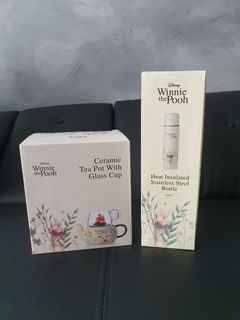 Disney
Winnie
the Pooh
Ceramic
Tea Pot With
Glass Cup
Disney
Winnie
the Pooh
Heat Insulated
Stainless Steel
Bottle